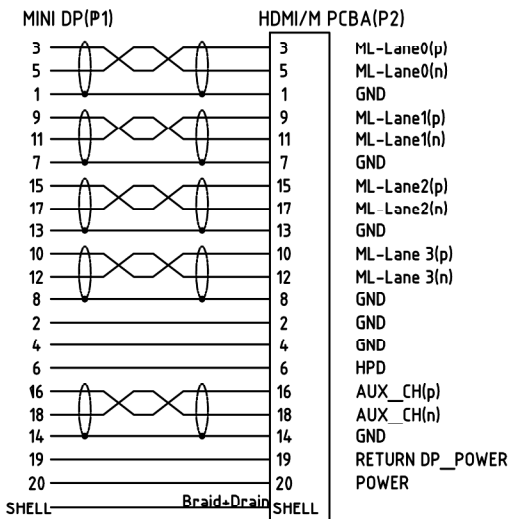 MINI DP(P1) HDMI/M PCBA(P2)
3 3 ML-Lane0(p)
5 5 ML-Lane0(n)
1 1 GND
9 9 ML-Lane1(p)
11 11 ML-Lane1(n)
7 7 GND
15 15 ML-Lane2(p)
17 17 ML-Lane2(n)
13 13 GND
10 10 ML-Lane 3(p)
12 12 ML-Lane 3(n)
8 8 GND
2 2 GND
4 4 GND
6 6 HPD
16 16 AUX_CH(p)
18 18 AUX_CH(n)
14 14 GND
19 19 RETURN DP_POWER
20 20 POWER
SHELL Braid+Drain SHELL